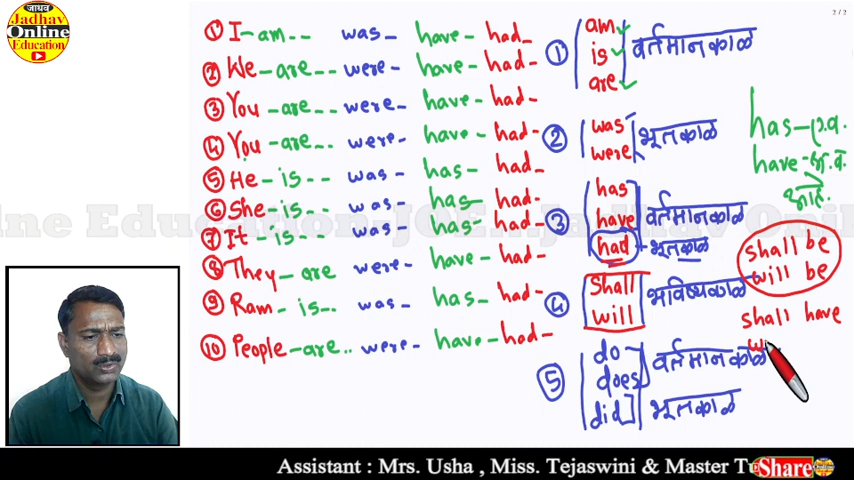 जाधव
Jadhav
Online
Education
2 / 2
① I - am - - was - have - had -
② We - are - - were - have - had -
③ You - are - - were - have - had -
④ You - are - - were - have - had -
⑤ He - is - - was - has - had -
⑥ She - is - - was - has - had -
⑦ It - is - - was - has - had -
⑧ They - are were - have - had -
⑨ Ram - is - - was - has - had -
⑩ People - are - - were - have - had -
① am
is वर्तमानकाळ
are
② was
were भूतकाळ
③ has
have वर्तमानकाळ
had - भूतकाळ
④ shall
will भविष्यकाळ
⑤ do
does वर्तमानकाळ
did भूतकाळ
has - ए.व.
have - अ.व.
आहे.
shall be
will be
shall have
w
Assistant : Mrs. Usha , Miss. Tejaswini & Master Tu
Share